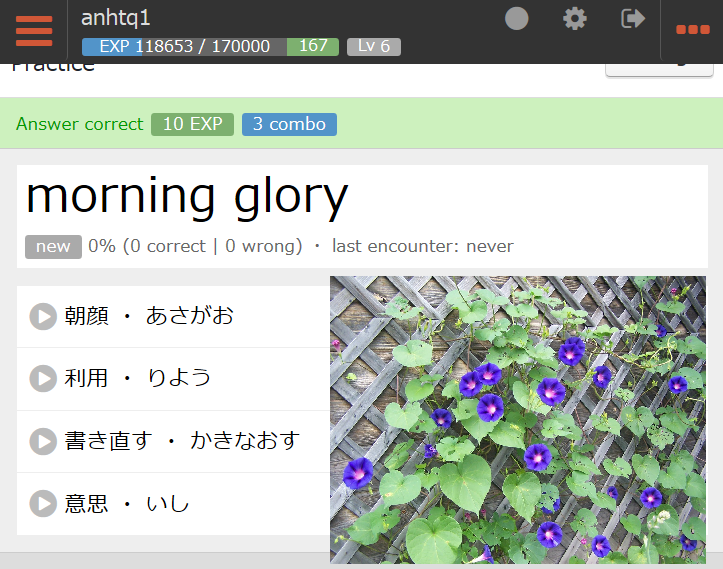 anhtq1
EXP 118653 / 170000 167 Lv 6
Practice
Answer correct 10 EXP 3 combo
morning glory
new 0% (0 correct | 0 wrong) ・ last encounter: never
朝顔 ・ あさがお
利用 ・ りよう
書き直す ・ かきなおす
意思 ・ いし